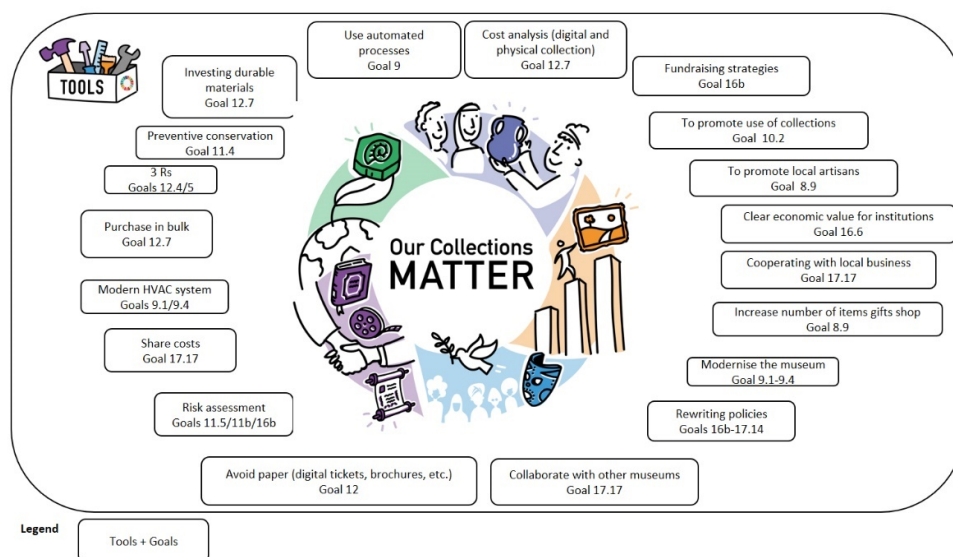 TOOLS
Use automated
processes
Goal 9
Cost analysis (digital and
physical collection)
Goal 12.7
Investing durable
materials
Goal 12.7
Fundraising strategies
Goal 16b
Preventive conservation
Goal 11.4
To promote use of collections
Goal 10.2
3 Rs
Goals 12.4/5
To promote local artisans
Goal 8.9
Purchase in bulk
Goal 12.7
Clear economic value for institutions
Goal 16.6
Our Collections
MATTER
Cooperating with local business
Goal 17.17
Modern HVAC system
Goals 9.1/9.4
Increase number of items gifts shop
Goal 8.9
Share costs
Goal 17.17
Modernise the museum
Goal 9.1-9.4
Risk assessment
Goals 11.5/11b/16b
Rewriting policies
Goals 16b-17.14
Avoid paper (digital tickets, brochures, etc.)
Goal 12
Collaborate with other museums
Goal 17.17
Legend
Tools + Goals